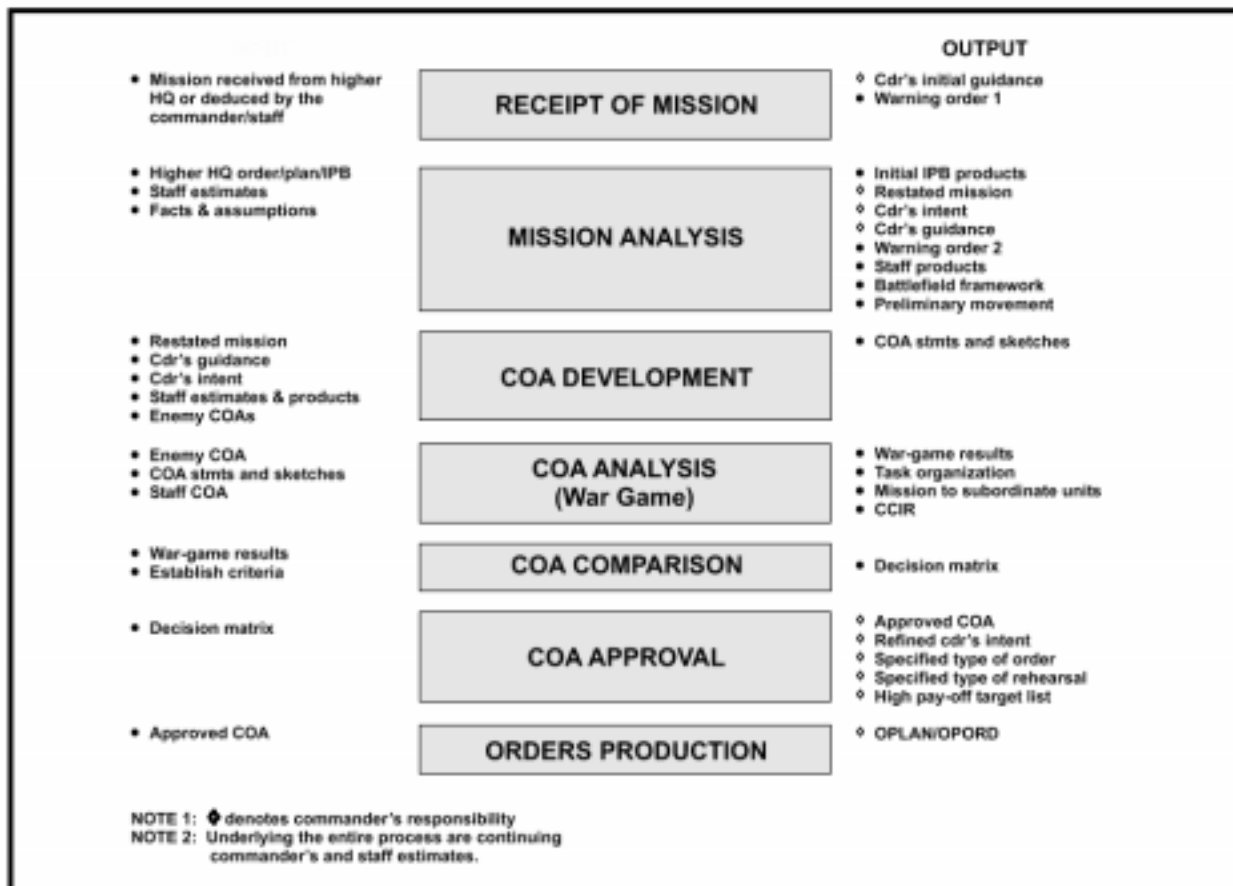 OUTPUT
• Mission received from higher
HQ or deduced by the
commander/staff
RECEIPT OF MISSION
◊ Cdr's initial guidance
• Warning order 1
• Higher HQ order/plan/IPB
• Staff estimates
• Facts & assumptions
MISSION ANALYSIS
• Initial IPB products
◊ Restated mission
◊ Cdr's intent
◊ Cdr's guidance
• Warning order 2
• Staff products
• Battlefield framework
• Preliminary movement
• Restated mission
• Cdr's guidance
• Cdr's intent
• Staff estimates & products
• Enemy COAs
COA DEVELOPMENT
• COA stmts and sketches
• Enemy COA
• COA stmts and sketches
• Staff COA
COA ANALYSIS
(War Game)
• War-game results
• Task organization
• Mission to subordinate units
• CCIR
• War-game results
• Establish criteria
COA COMPARISON
• Decision matrix
• Decision matrix
COA APPROVAL
◊ Approved COA
◊ Refined cdr's intent
◊ Specified type of order
◊ Specified type of rehearsal
◊ High pay-off target list
• Approved COA
ORDERS PRODUCTION
◊ OPLAN/OPORD
NOTE 1: ♦ denotes commander's responsibility
NOTE 2: Underlying the entire process are continuing
commander's and staff estimates.